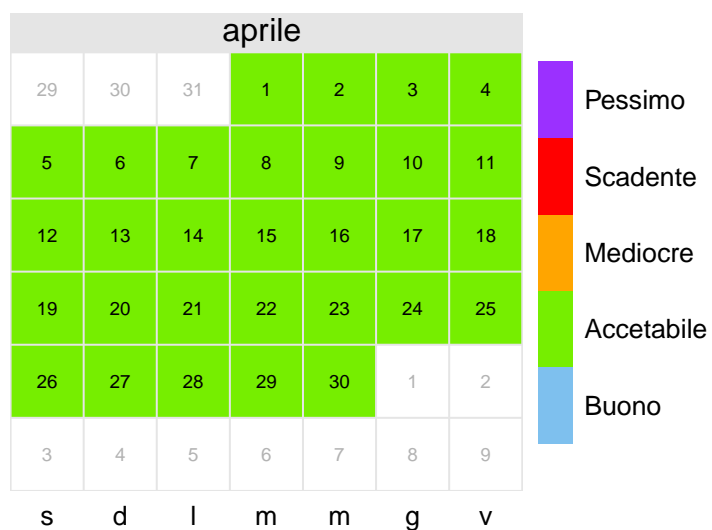 aprile
29 30 31 1 2 3 4
5 6 7 8 9 10 11
12 13 14 15 16 17 18
19 20 21 22 23 24 25
26 27 28 29 30 1 2
3 4 5 6 7 8 9
s d l m m g v
Pessimo
Scadente
Mediocre
Accetabile
Buono